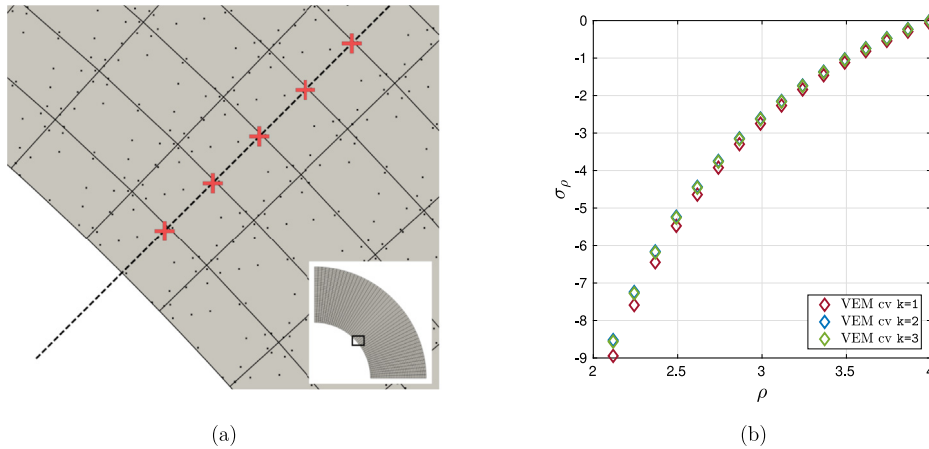 0
-1
-2
-3
-4
-5
-6
-7
-8
-9
σρ
2
2.5
3
3.5
4
ρ
VEM cv k=1
VEM cv k=2
VEM cv k=3
(a)
(b)